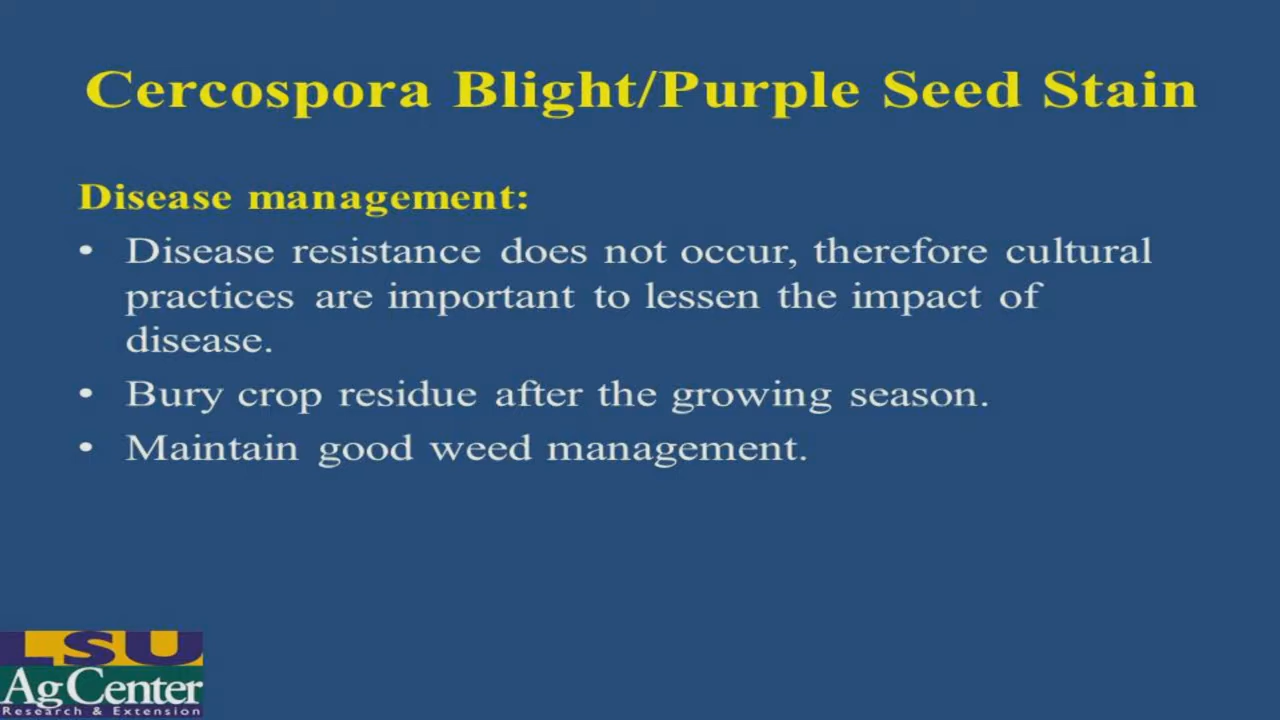 Cercospora Blight/Purple Seed Stain
Disease management:
• Disease resistance does not occur, therefore cultural
practices are important to lessen the impact of
disease.
• Bury crop residue after the growing season.
• Maintain good weed management.
LSU
AgCenter
Research & Extension